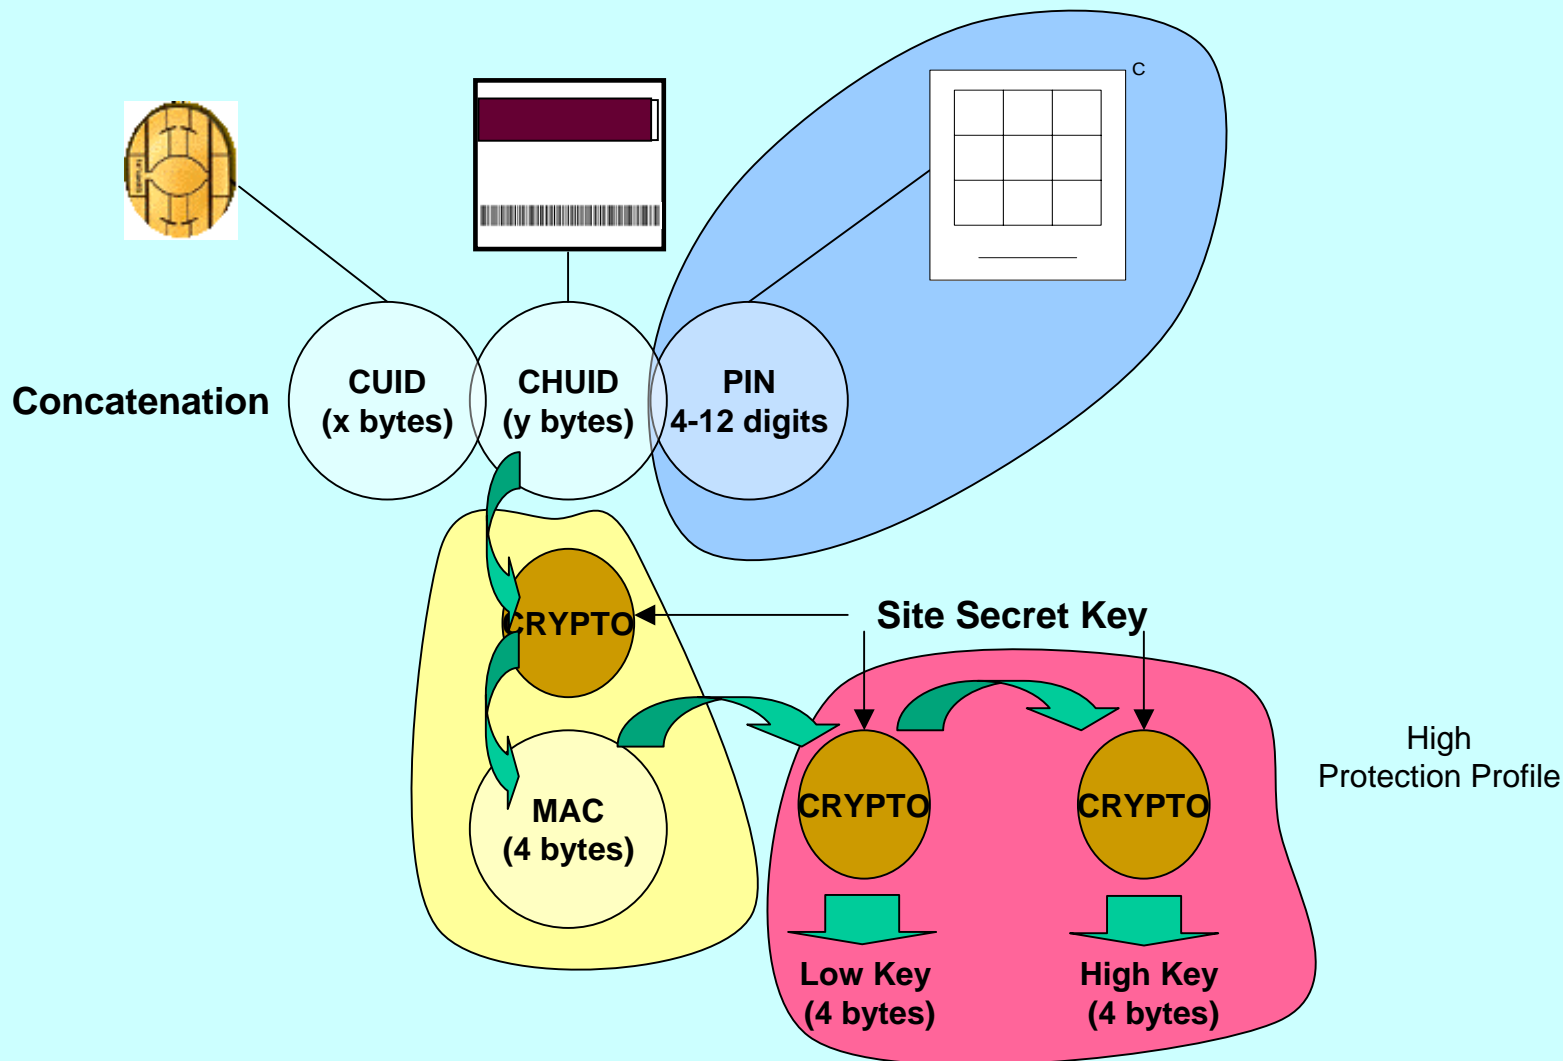 C
Concatenation
CUID
(x bytes)
CHUID
(y bytes)
PIN
4-12 digits
CRYPTO
Site Secret Key
MAC
(4 bytes)
CRYPTO
CRYPTO
High
Protection Profile
Low Key
(4 bytes)
High Key
(4 bytes)